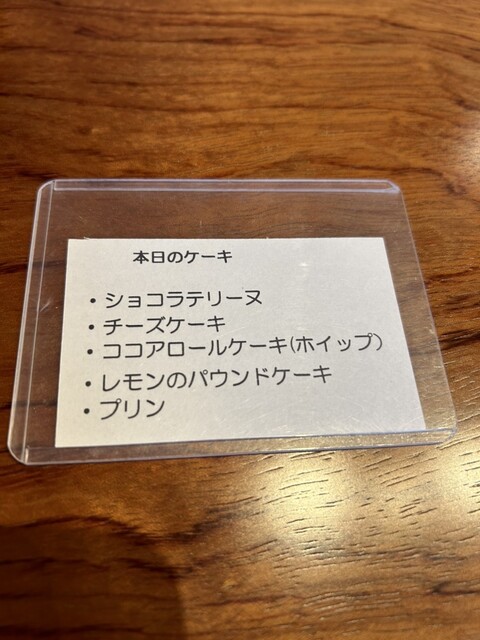 本日のケーキ
・ショコラテリーヌ
・チーズケーキ
・ココアロールケーキ(ホイップ)
・レモンのパウンドケーキ
・プリン